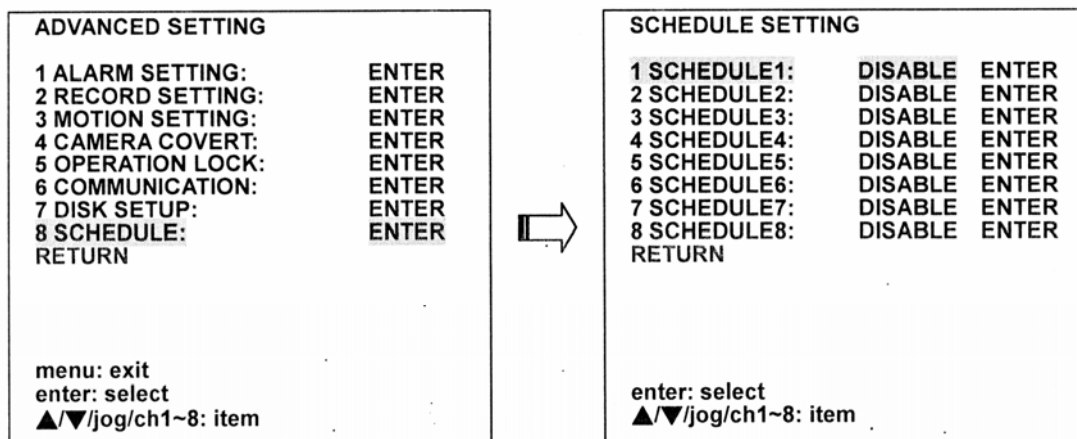 ADVANCED SETTING
1 ALARM SETTING: ENTER
2 RECORD SETTING: ENTER
3 MOTION SETTING: ENTER
4 CAMERA COVERT: ENTER
5 OPERATION LOCK: ENTER
6 COMMUNICATION: ENTER
7 DISK SETUP: ENTER
8 SCHEDULE: ENTER
RETURN
menu: exit
enter: select
▲/▼/jog/ch1~8: item
SCHEDULE SETTING
1 SCHEDULE1: DISABLE ENTER
2 SCHEDULE2: DISABLE ENTER
3 SCHEDULE3: DISABLE ENTER
4 SCHEDULE4: DISABLE ENTER
5 SCHEDULE5: DISABLE ENTER
6 SCHEDULE6: DISABLE ENTER
7 SCHEDULE7: DISABLE ENTER
8 SCHEDULE8: DISABLE ENTER
RETURN
enter: select
▲/▼/jog/ch1~8: item